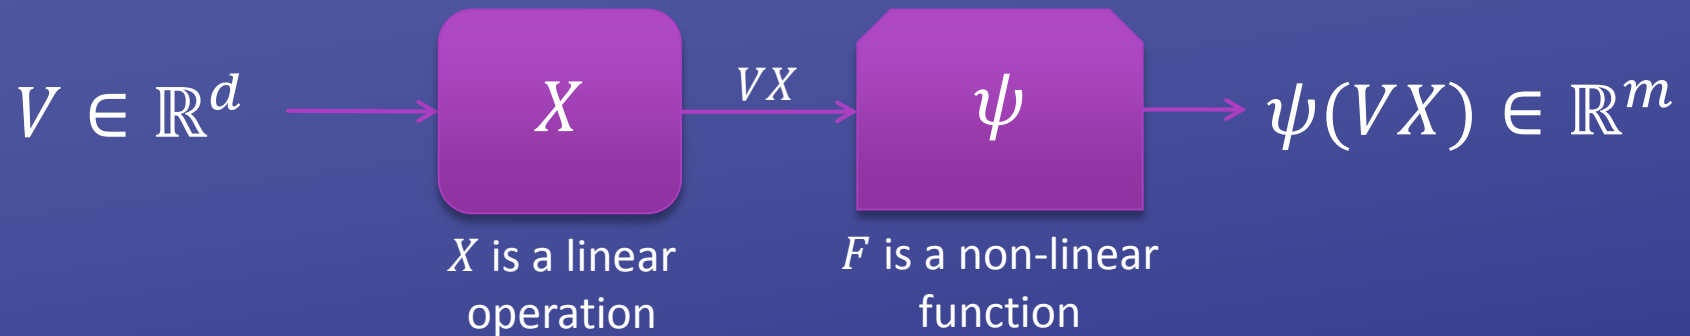 V ∈ ℝ^d
X
VX
ψ
ψ(VX) ∈ ℝ^m
X is a linear
operation
F is a non-linear
function